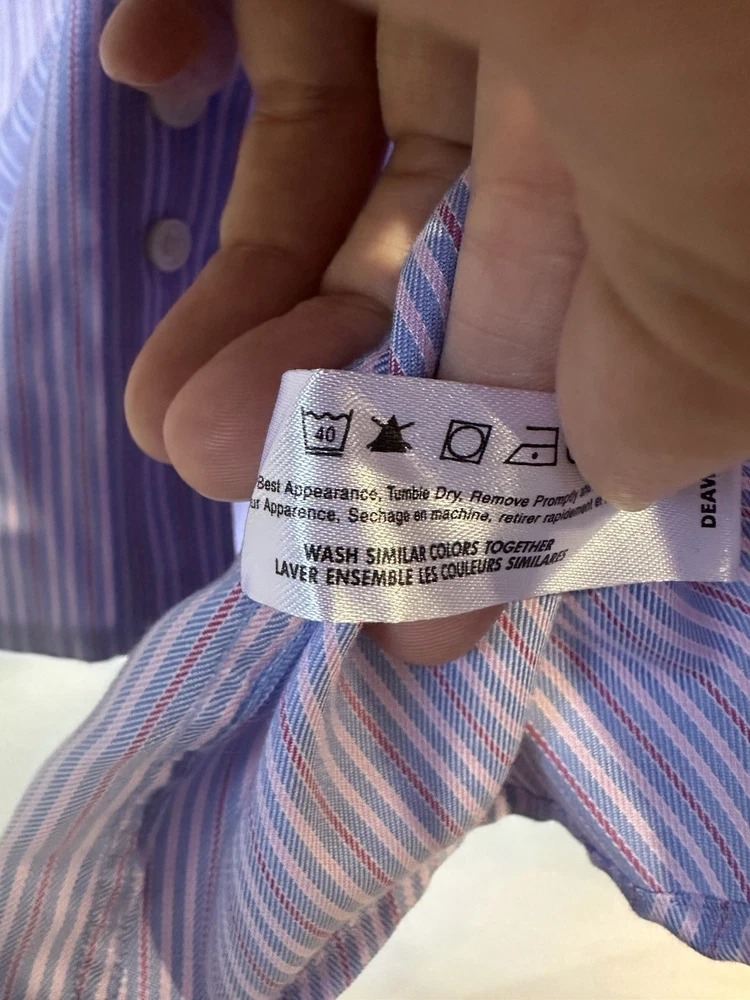 40
Best Appearance, Tumble Dry, Remove Promptly
Apparence, Sechage en machine, retirer rapidement
WASH SIMILAR COLORS TOGETHER
LAVER ENSEMBLE LES COULEURS SIMILAIRES